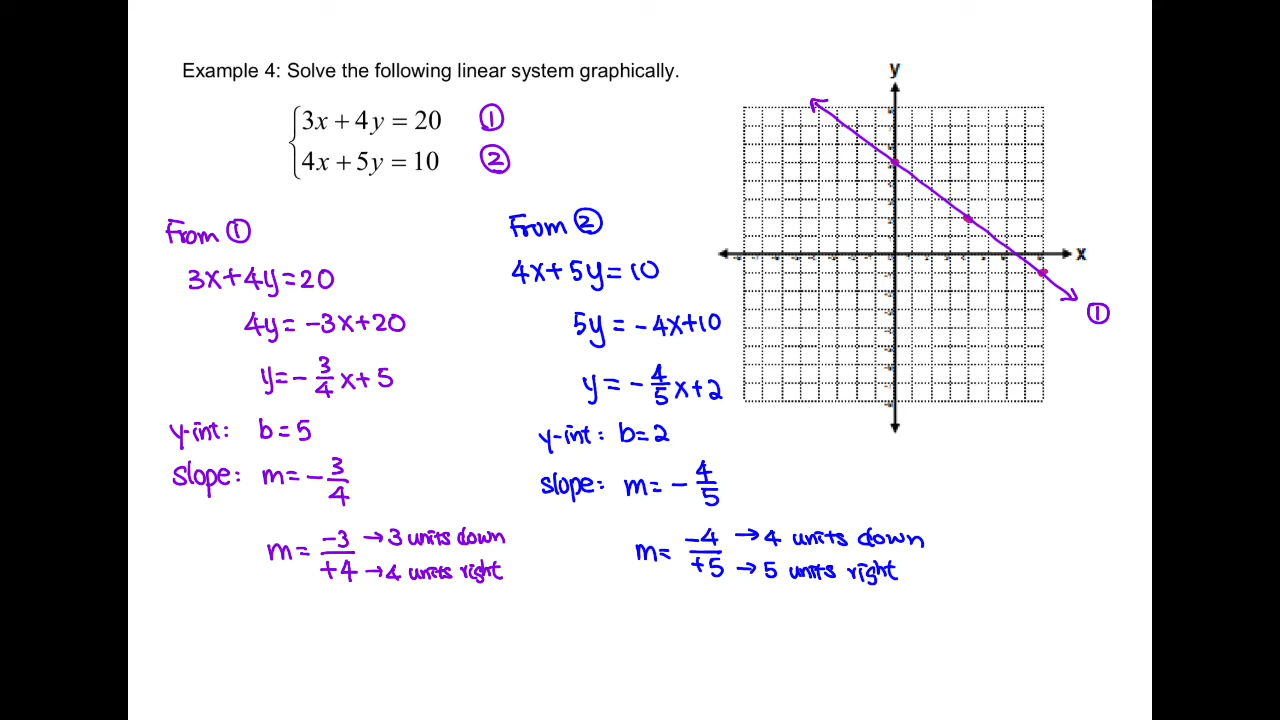 Example 4: Solve the following linear system graphically.
3x + 4y = 20 ①
4x + 5y = 10 ②
From ①
3x+4y=20
4y = -3x+20
y = - 3/4 x + 5
y-int: b = 5
slope: m = - 3/4
m = -3/+4 → 3 units down
→ 4 units right
From ②
4x + 5y = 10
5y = -4x+10
y = - 4/5 x + 2
y-int: b = 2
slope: m = - 4/5
m = -4/+5 → 4 units down
→ 5 units right
y
x
①